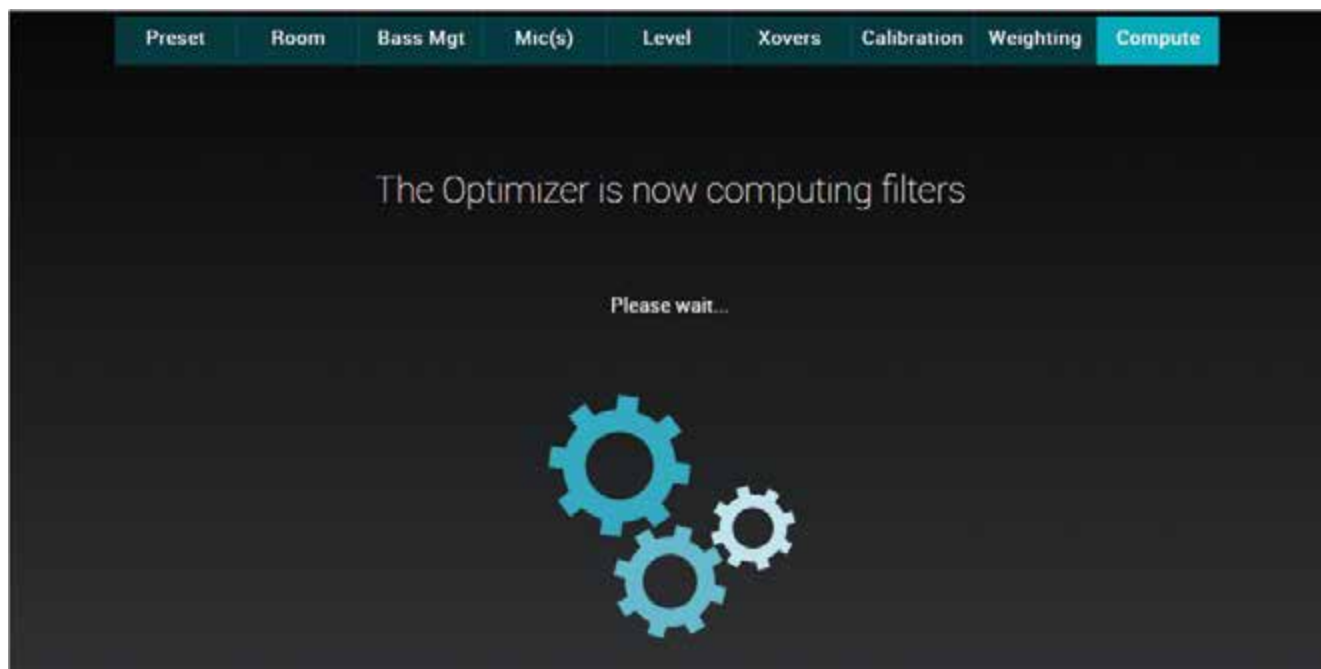 Preset Room Bass Mgt Mic(s) Level Xovers Calibration Weighting Compute
The Optimizer is now computing filters
Please wait...